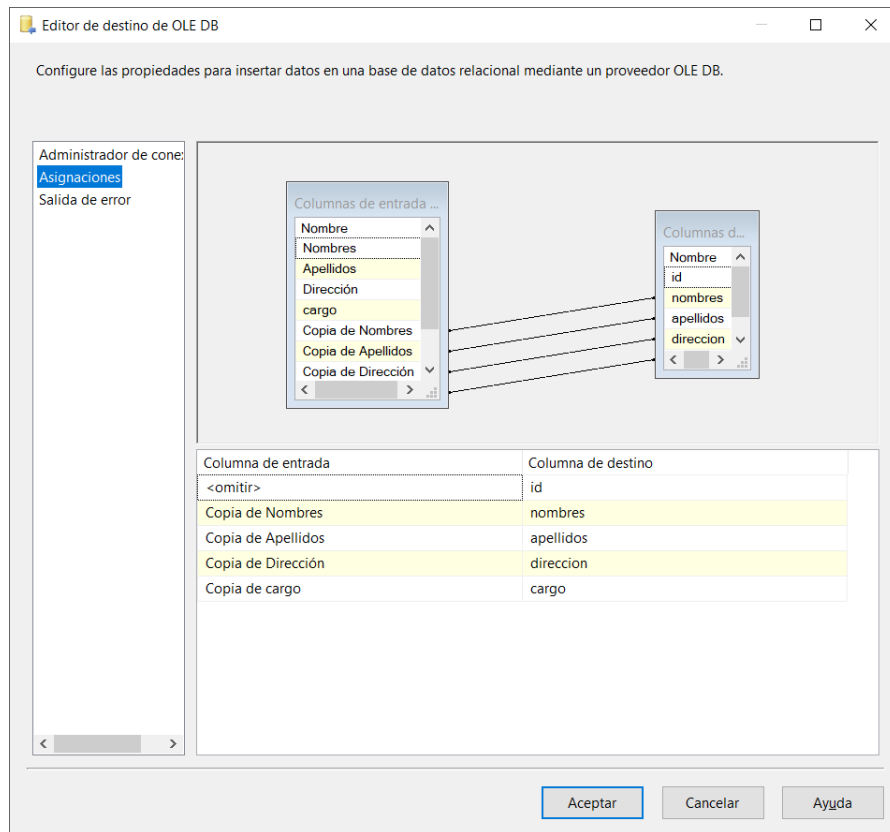 Editor de destino de OLE DB
Configure las propiedades para insertar datos en una base de datos relacional mediante un proveedor OLE DB.
Administrador de cone
Asignaciones
Salida de error
Columnas de entrada ...
Nombre
Nombres
Apellidos
Dirección
cargo
Copia de Nombres
Copia de Apellidos
Copia de Dirección
Columnas d...
Nombre
id
nombres
apellidos
direccion
Columna de entrada Columna de destino
<omitir> id
Copia de Nombres nombres
Copia de Apellidos apellidos
Copia de Dirección direccion
Copia de cargo cargo
Aceptar Cancelar Ayuda